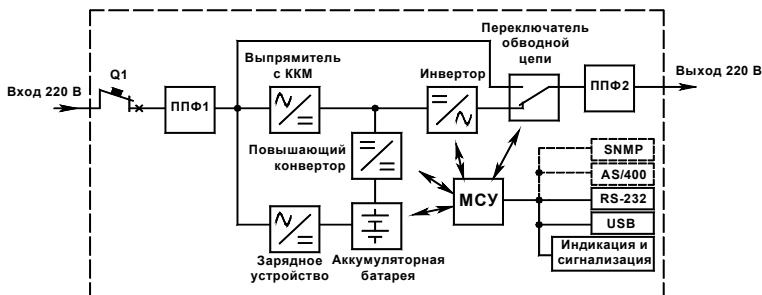 Переключатель
обводной
цепи
Q1
Выпрямитель
с ККМ
Инвертор
Вход 220 В
ППФ1
ППФ2
Выход 220 В
Повышающий
конвертор
МСУ
SNMP
AS/400
RS-232
USB
Индикация и
сигнализация
Зарядное
устройство
Аккумуляторная
батарея